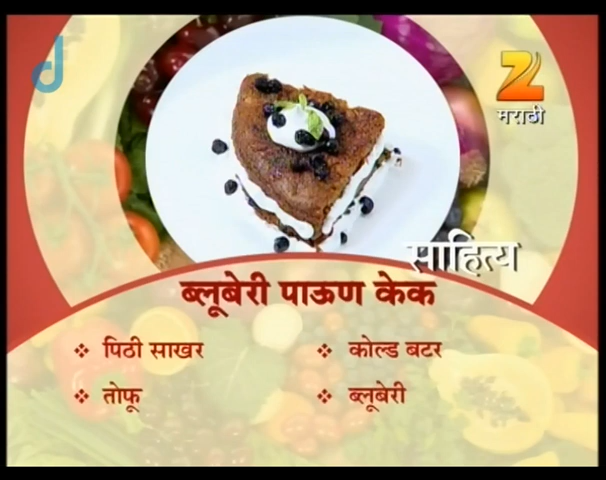 Z
मराठी
साहित्य
ब्लूबेरी पाऊण केक
❖ पिठी साखर ❖ कोल्ड बटर
❖ तोफू ❖ ब्लूबेरी